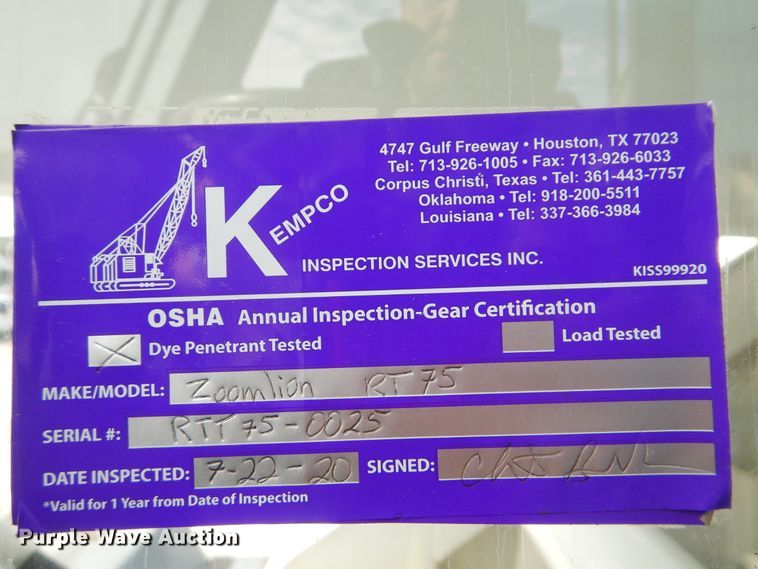 4747 Gulf Freeway • Houston, TX 77023
Tel: 713-926-1005 • Fax: 713-926-6033
Corpus Christi, Texas • Tel: 361-443-7757
Oklahoma • Tel: 918-200-5511
Louisiana • Tel: 337-366-3984
KEMPCO
INSPECTION SERVICES INC.
KISS99920
OSHA Annual Inspection-Gear Certification
X Dye Penetrant Tested
Load Tested
MAKE/MODEL: Zoomlion RT 75
SERIAL #: RTT75-0025
DATE INSPECTED: 7-22-20 SIGNED:
*Valid for 1 Year from Date of Inspection
Purple Wave Auction